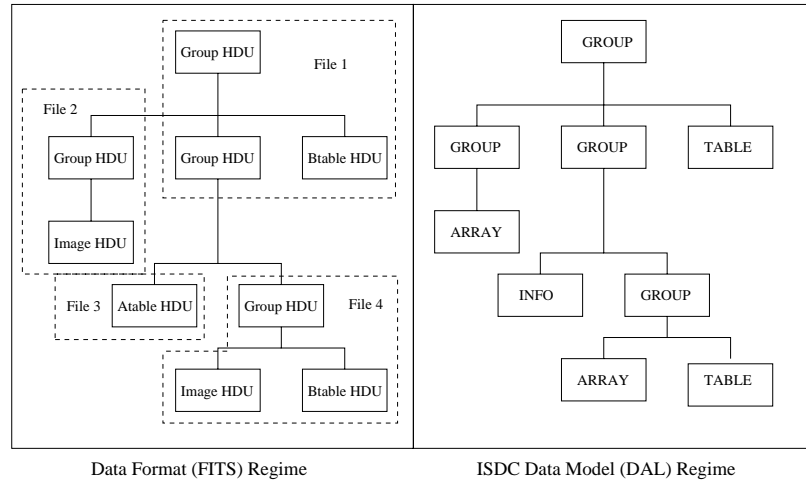 Group HDU
File 1
File 2
Group HDU
Group HDU
Btable HDU
Image HDU
File 3
Atable HDU
Group HDU
File 4
Image HDU
Btable HDU
Data Format (FITS) Regime
GROUP
GROUP
GROUP
TABLE
ARRAY
INFO
GROUP
ARRAY
TABLE
ISDC Data Model (DAL) Regime